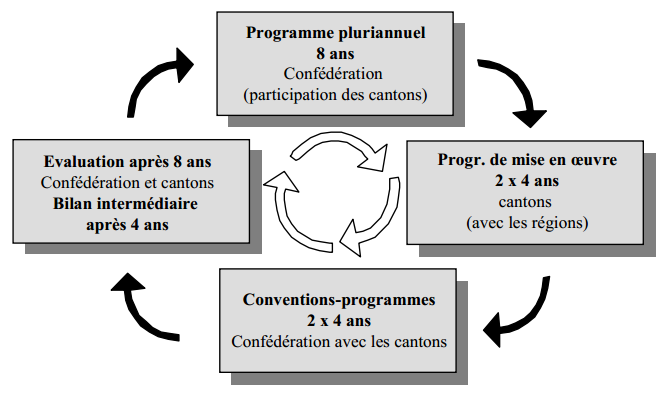 Programme pluriannuel
8 ans
Confédération
(participation des cantons)
Progr. de mise en œuvre
2 x 4 ans
cantons
(avec les régions)
Conventions-programmes
2 x 4 ans
Confédération avec les cantons
Evaluation après 8 ans
Confédération et cantons
Bilan intermédiaire
après 4 ans